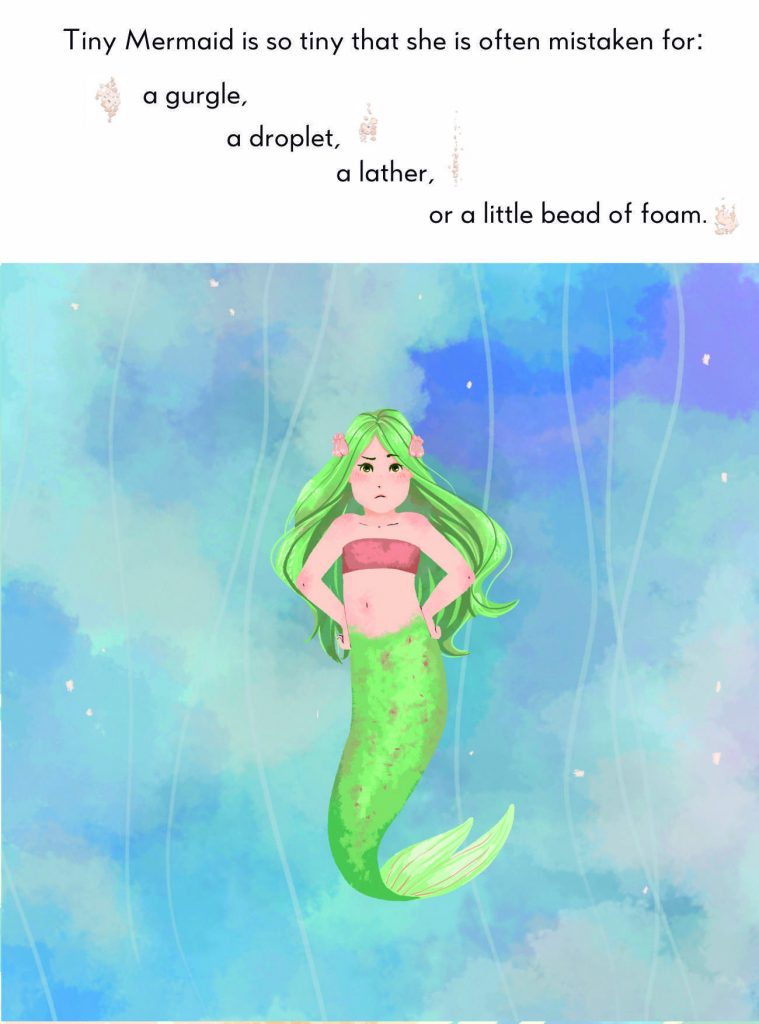 Tiny Mermaid is so tiny that she is often mistaken for:
a gurgle,
a droplet,
a lather,
or a little bead of foam.